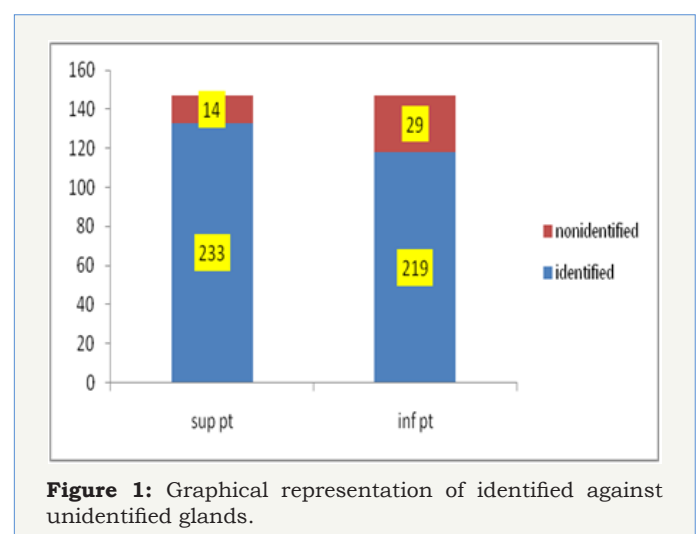 160
140
120
100
80
60
40
20
0
14
29
233
219
nonidentified
identified
sup pt
inf pt
Figure 1: Graphical representation of identified against
unidentified glands.